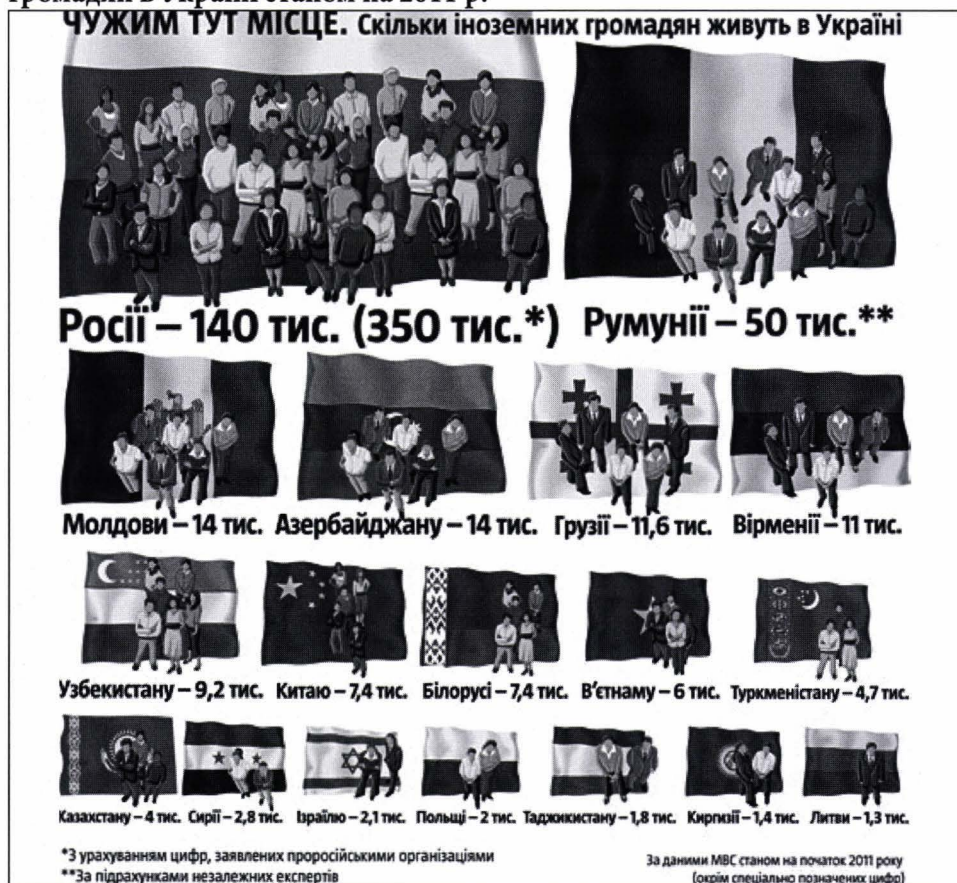 громадян в Україні станом на 2011 р.
ЧУЖИМ ТУТ МІСЦЕ. Скільки іноземних громадян живуть в Україні
Росії – 140 тис. (350 тис.*) Румунії – 50 тис.**
Молдови – 14 тис. Азербайджану – 14 тис. Грузії – 11,6 тис. Вірменії – 11 тис.
Узбекистану – 9,2 тис. Китаю – 7,4 тис. Білорусі – 7,4 тис. В'єтнаму – 6 тис. Туркменістану – 4,7 тис.
Казахстану – 4 тис. Сирії – 2,8 тис. Ізраїлю – 2,1 тис. Польщі – 2 тис. Таджикистану – 1,8 тис. Киргизії – 1,4 тис. Литви – 1,3 тис.
*З урахуванням цифр, заявлених проросійськими організаціями
**За підрахунками незалежних експертів
За даними МВС станом на початок 2011 року
(окрім спеціально позначених цифр)